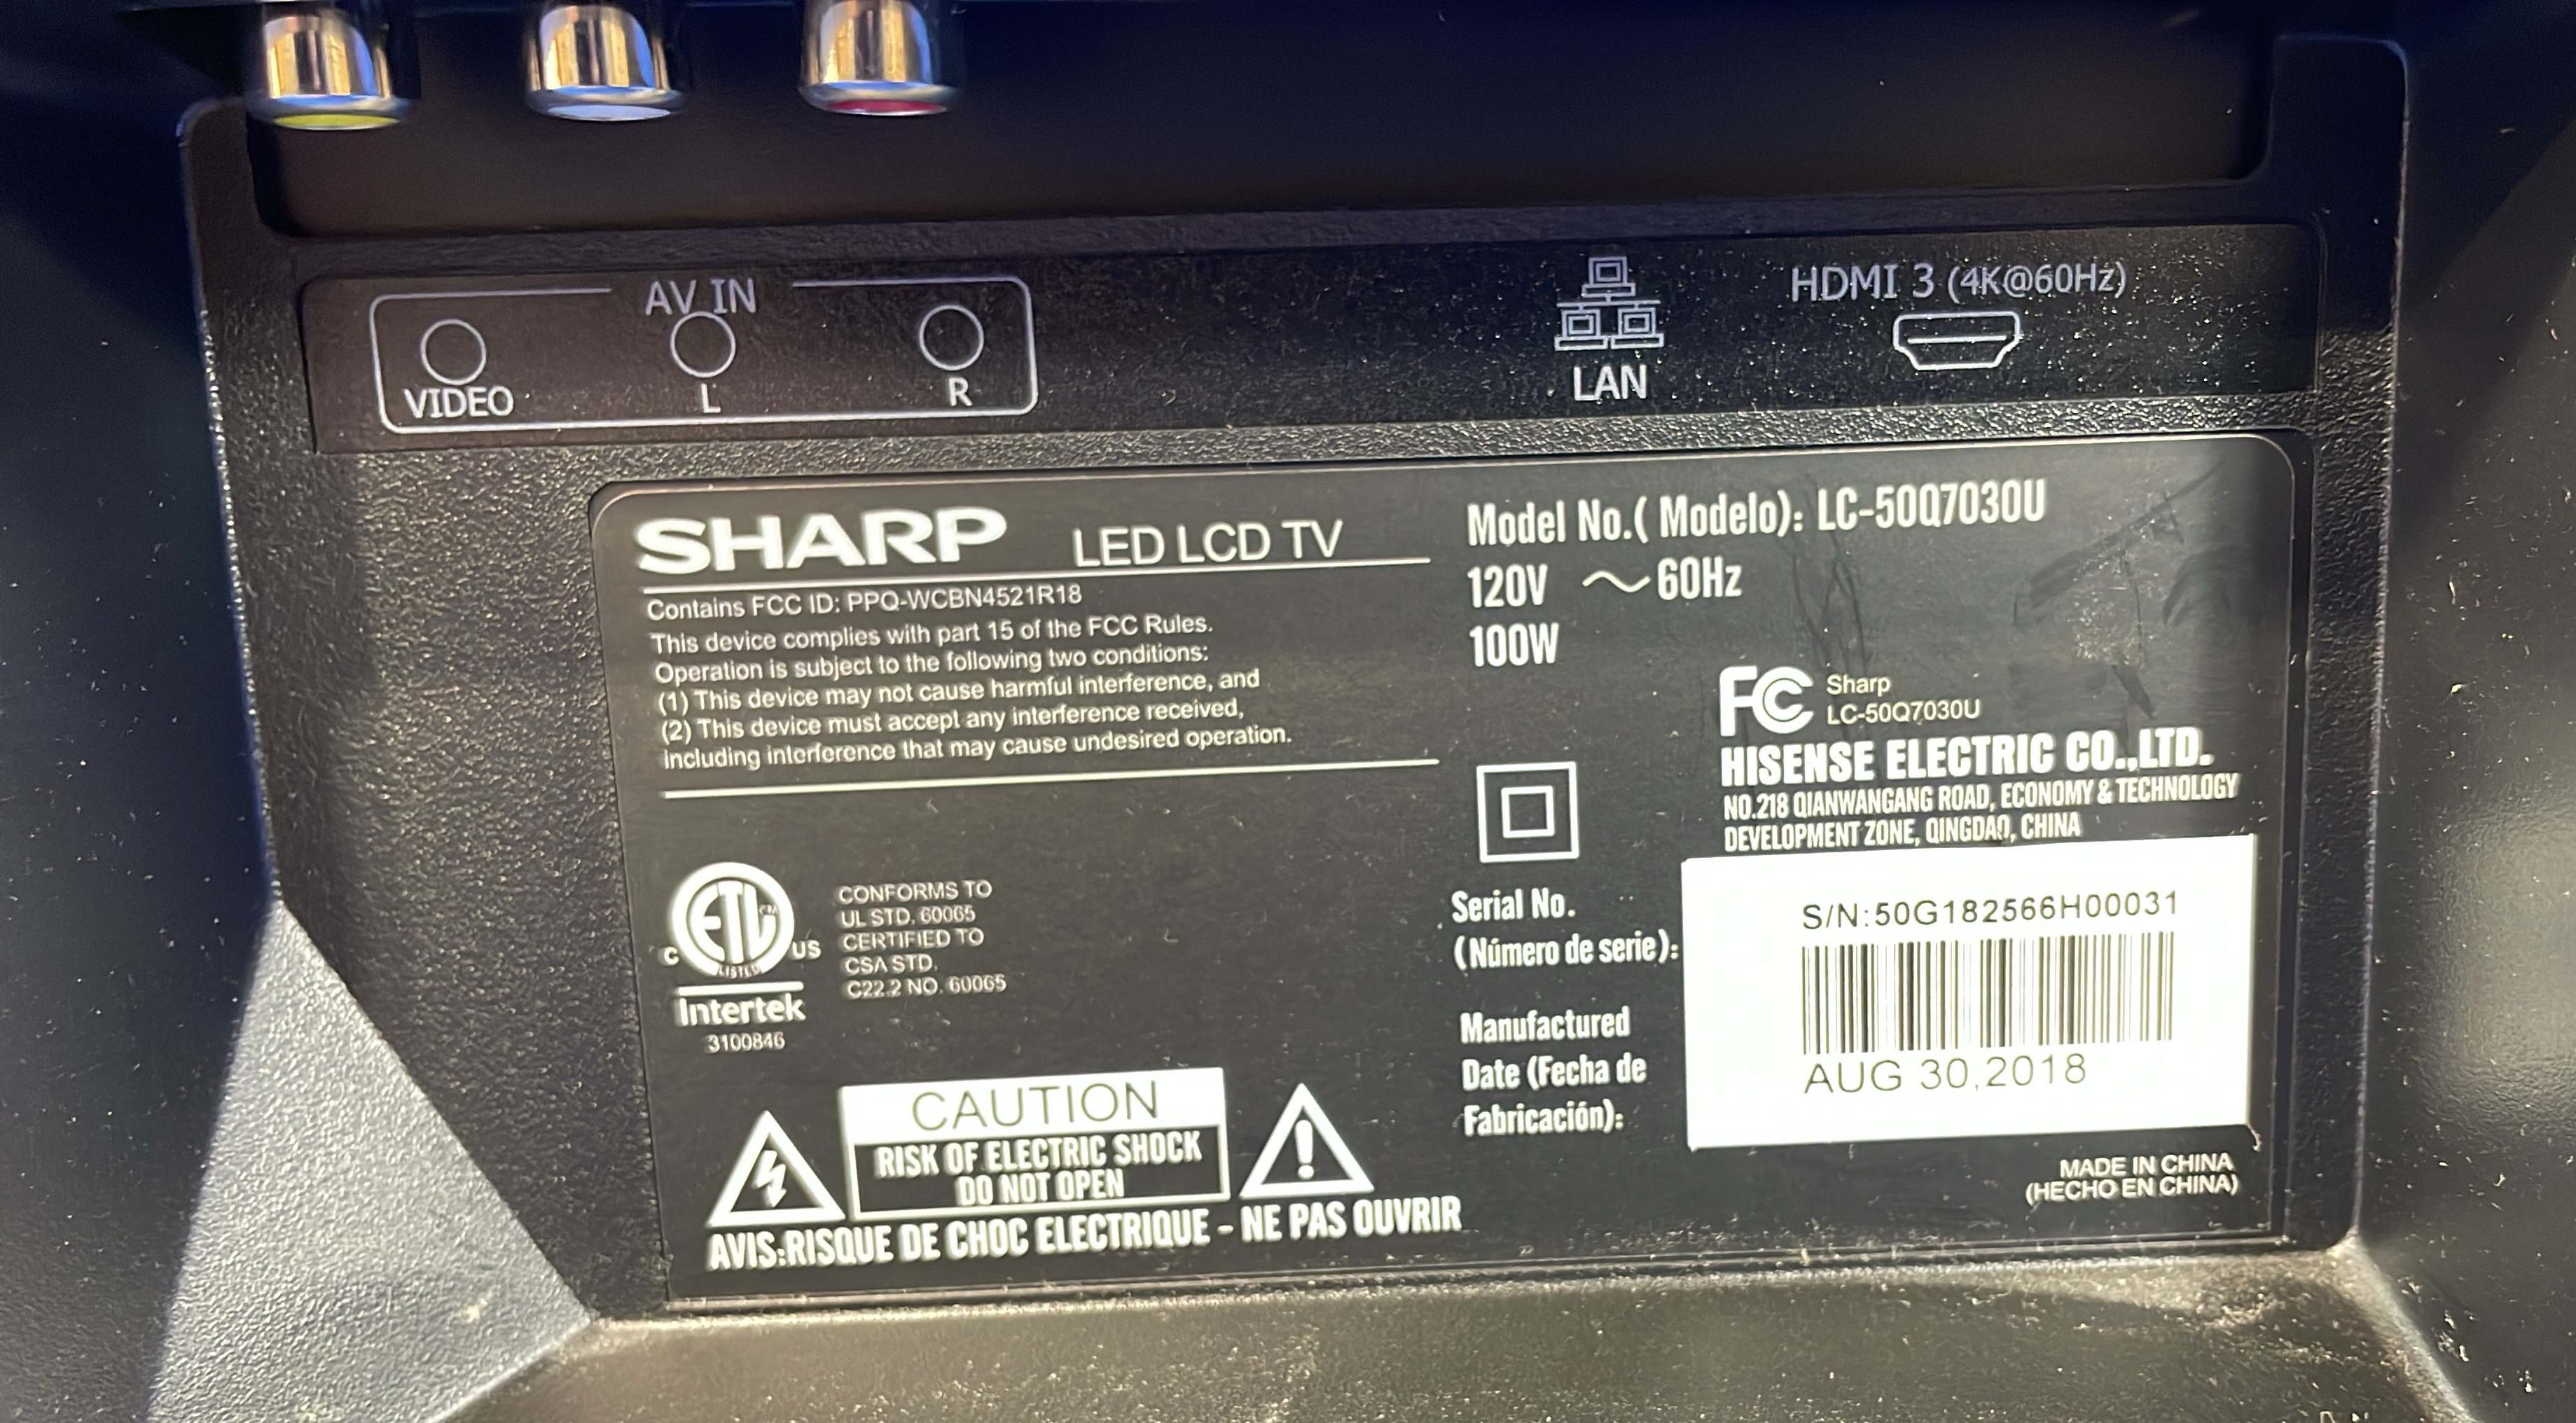 AV IN
VIDEO
L
R
LAN
HDMI 3 (4K@60Hz)
SHARP LED LCD TV
Contains FCC ID: PPQ-WCBN4521R18
This device complies with part 15 of the FCC Rules.
Operation is subject to the following two conditions:
(1) This device may not cause harmful interference, and
(2) This device must accept any interference received,
including interference that may cause undesired operation.
Model No.( Modelo): LC-50Q7030U
120V ～60Hz
100W
FC Sharp
LC-50Q7030U
HISENSE ELECTRIC CO.,LTD.
NO.218 QIANWANGANG ROAD, ECONOMY & TECHNOLOGY
DEVELOPMENT ZONE, QINGDAO, CHINA
ETL CM
LISTED
C US
Intertek
3100846
CONFORMS TO
UL STD. 60065
CERTIFIED TO
CSA STD.
C22.2 NO. 60065
Serial No.
(Número de serie):
S/N:50G182566H00031
Manufactured
Date (Fecha de
Fabricación):
AUG 30,2018
CAUTION
RISK OF ELECTRIC SHOCK
DO NOT OPEN
AVIS:RISQUE DE CHOC ELECTRIQUE - NE PAS OUVRIR
MADE IN CHINA
(HECHO EN CHINA)